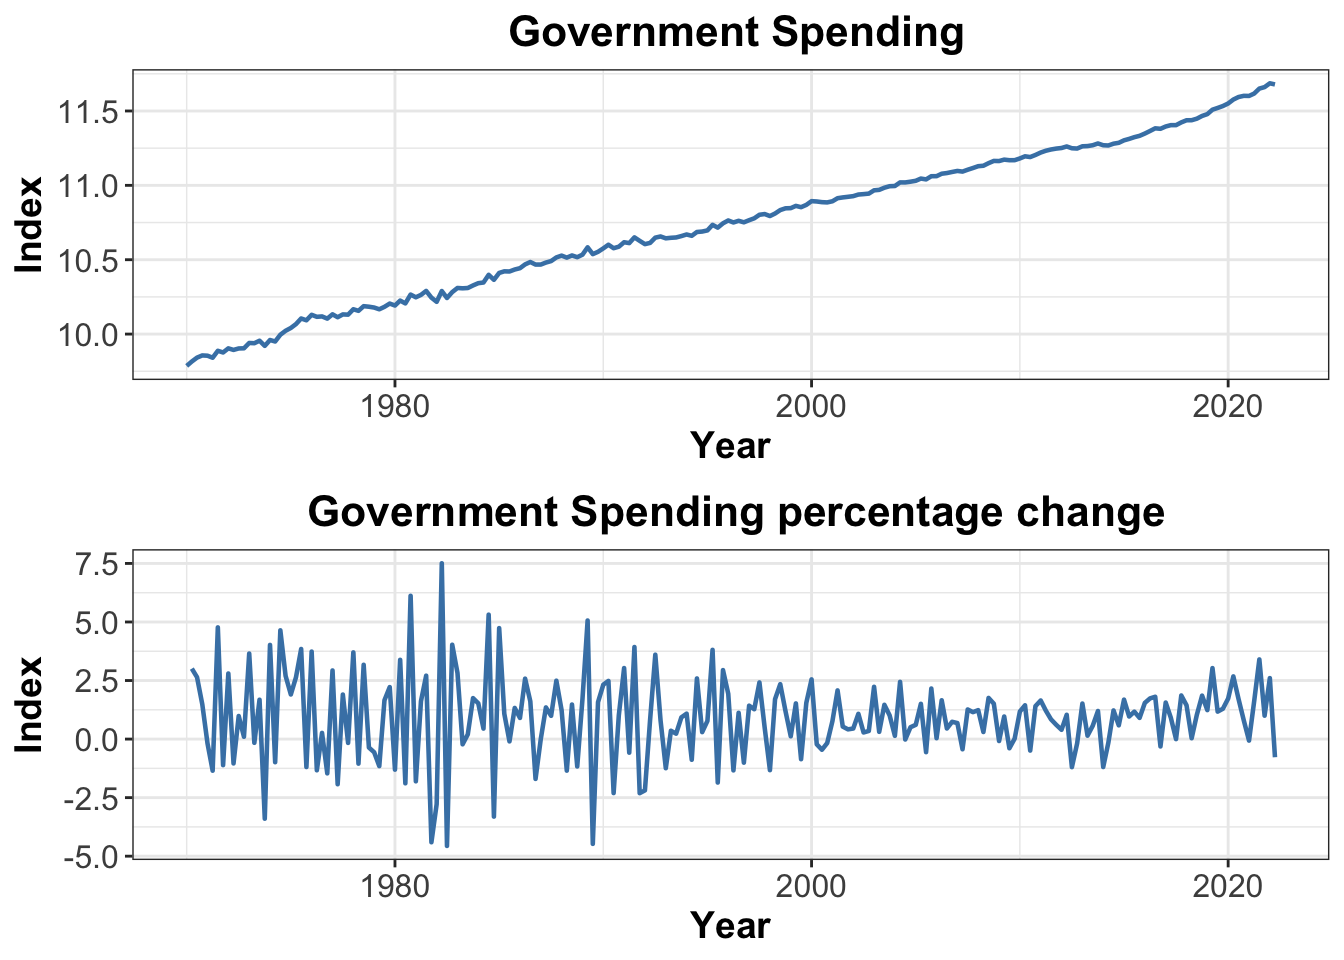 Government Spending
Index
11.5
11.0
10.5
10.0
1980 2000 2020
Year
Government Spending percentage change
Index
7.5
5.0
2.5
0.0
-2.5
-5.0
1980 2000 2020
Year